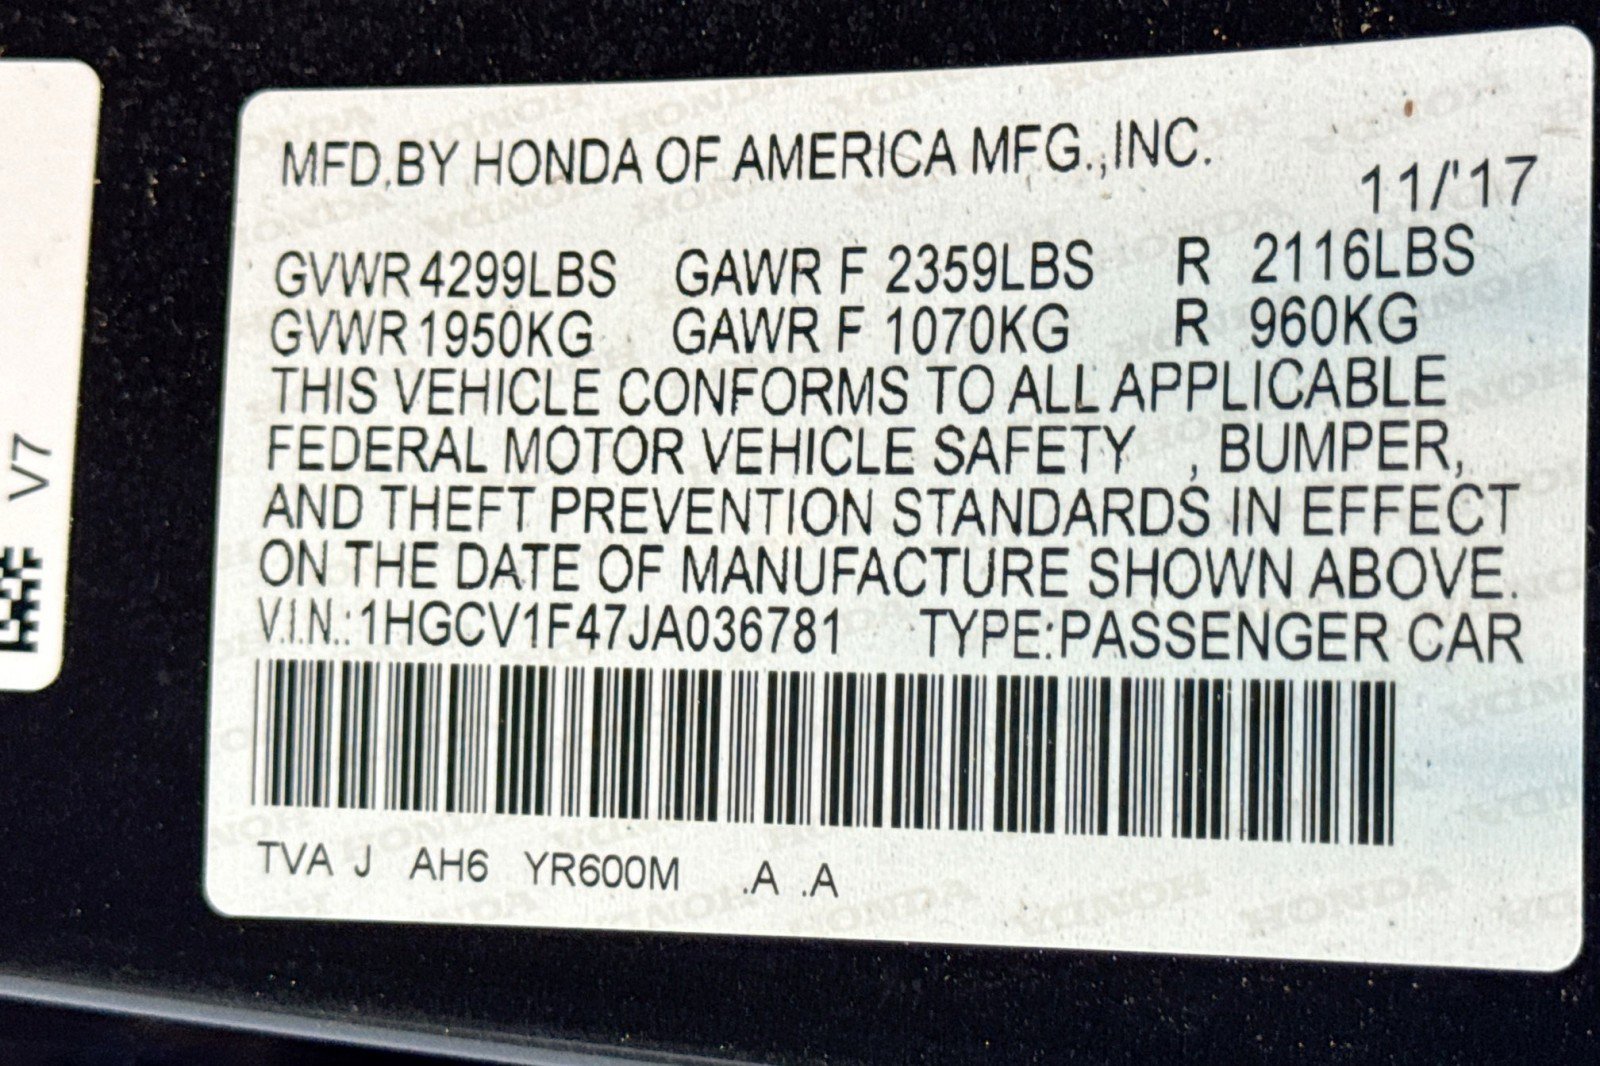 MFD.BY HONDA OF AMERICA MFG.,INC.
11/'17
GVWR 4299LBS GAWR F 2359LBS R 2116LBS
GVWR 1950KG GAWR F 1070KG R 960KG
THIS VEHICLE CONFORMS TO ALL APPLICABLE
FEDERAL MOTOR VEHICLE SAFETY , BUMPER,
AND THEFT PREVENTION STANDARDS IN EFFECT
ON THE DATE OF MANUFACTURE SHOWN ABOVE.
V.I.N.:1HGCV1F47JA036781 TYPE:PASSENGER CAR
TVA J AH6 YR600M .A .A
V7